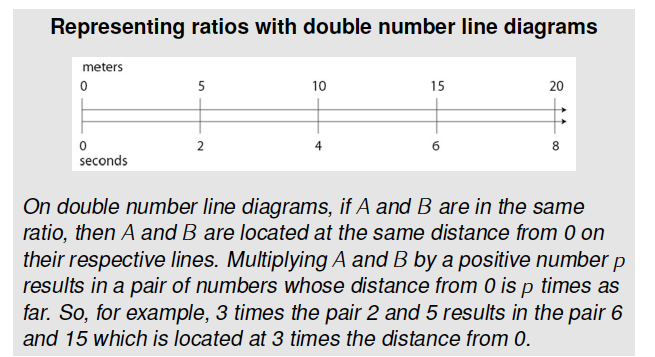 Representing ratios with double number line diagrams
meters
0 5 10 15 20
0 2 4 6 8
seconds
On double number line diagrams, if A and B are in the same
ratio, then A and B are located at the same distance from 0 on
their respective lines. Multiplying A and B by a positive number p
results in a pair of numbers whose distance from 0 is p times as
far. So, for example, 3 times the pair 2 and 5 results in the pair 6
and 15 which is located at 3 times the distance from 0.